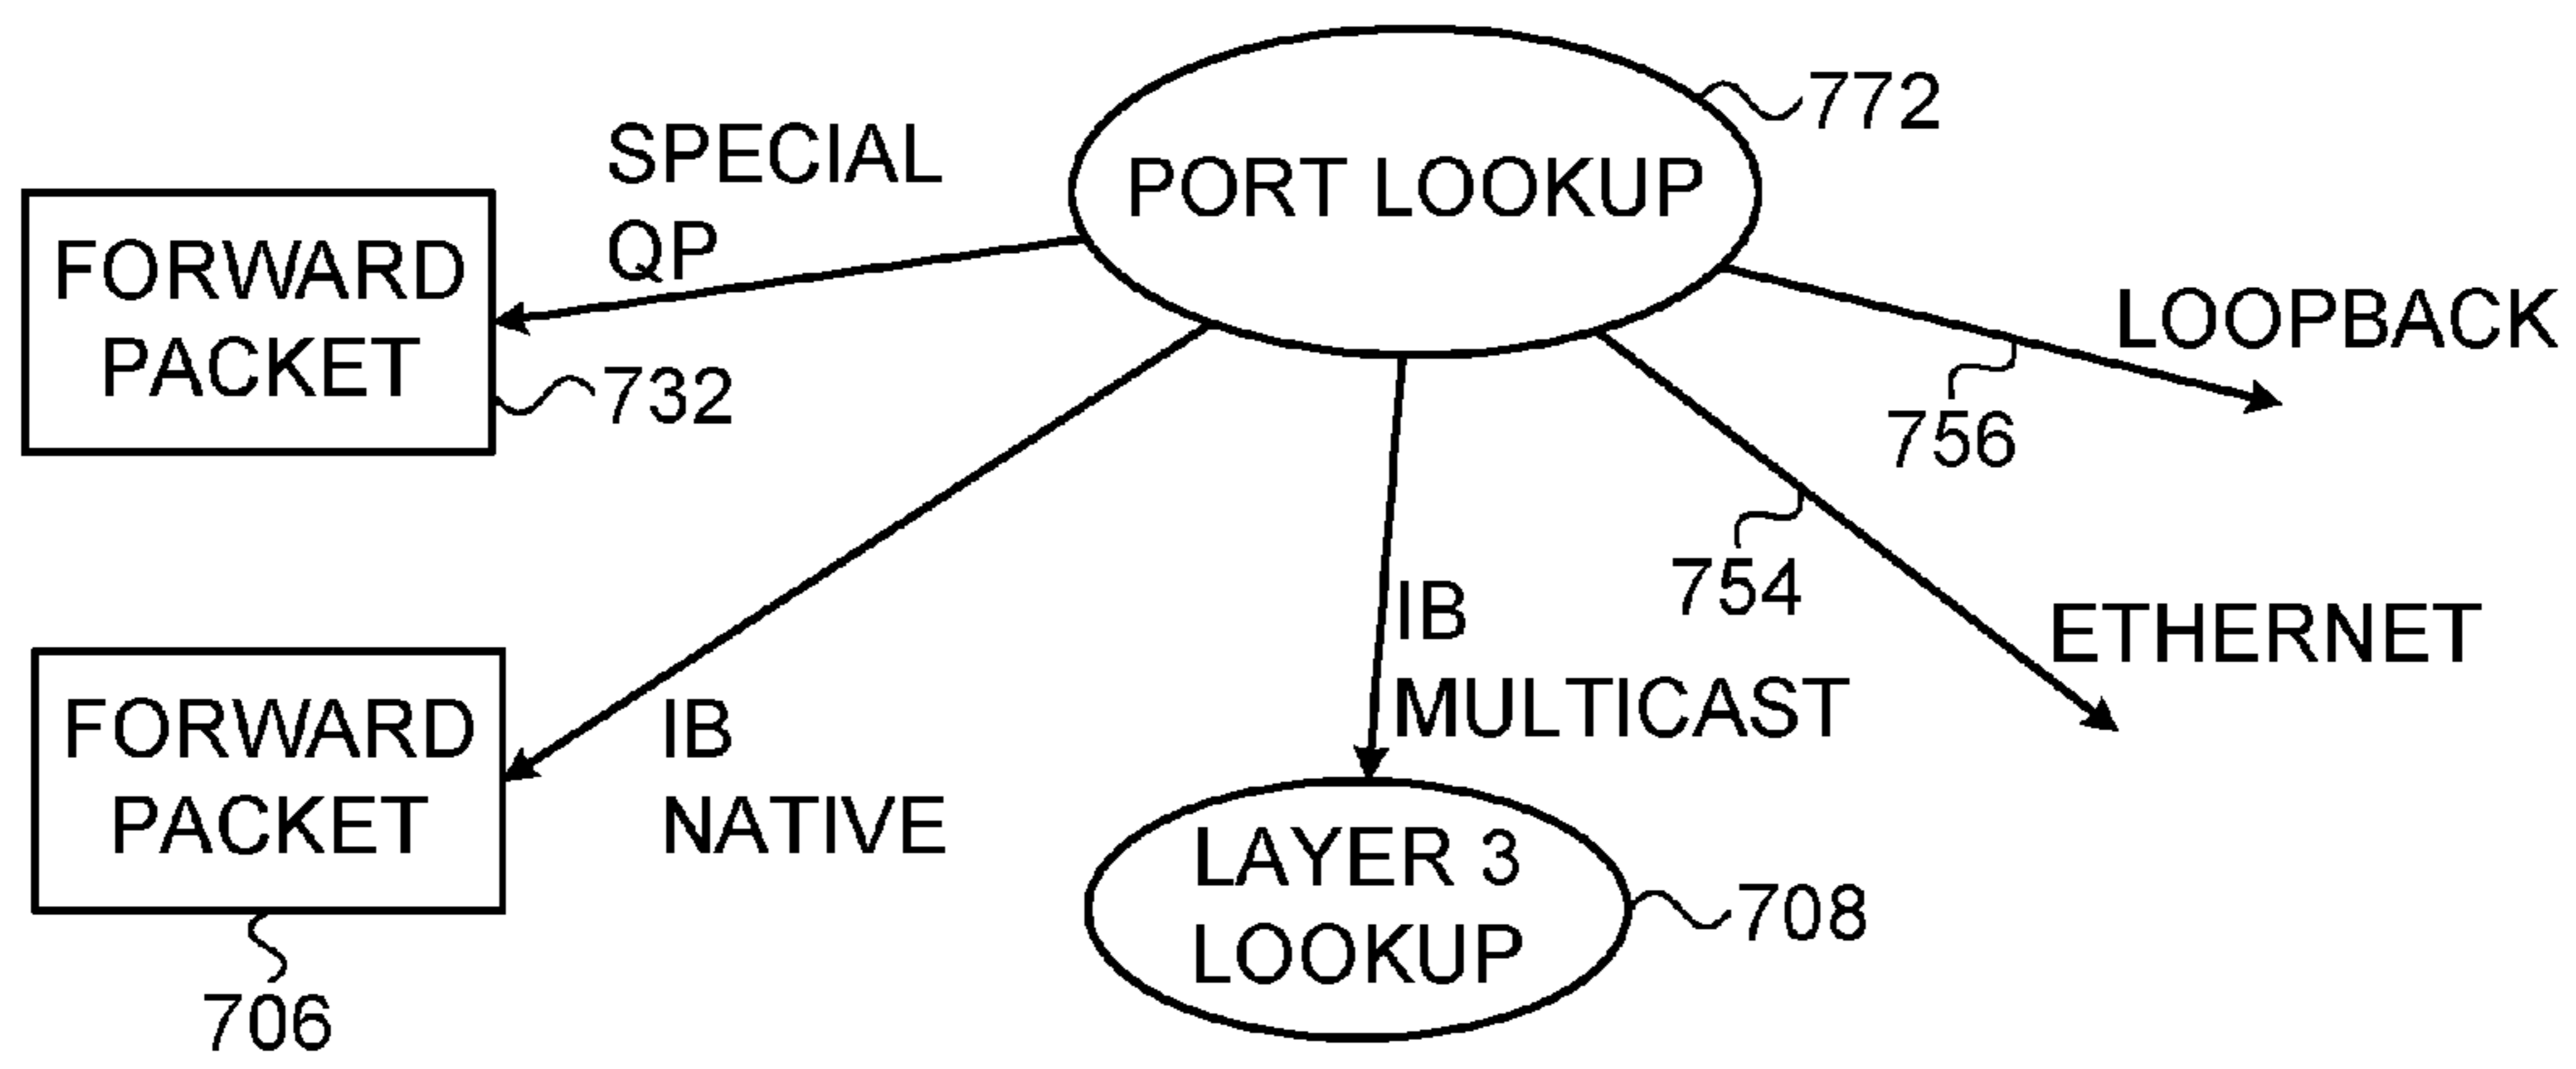 772
PORT LOOKUP
SPECIAL
QP
FORWARD
PACKET
732
LOOPBACK
756
754
ETHERNET
IB
MULTICAST
IB
NATIVE
FORWARD
PACKET
706
LAYER 3
LOOKUP
708